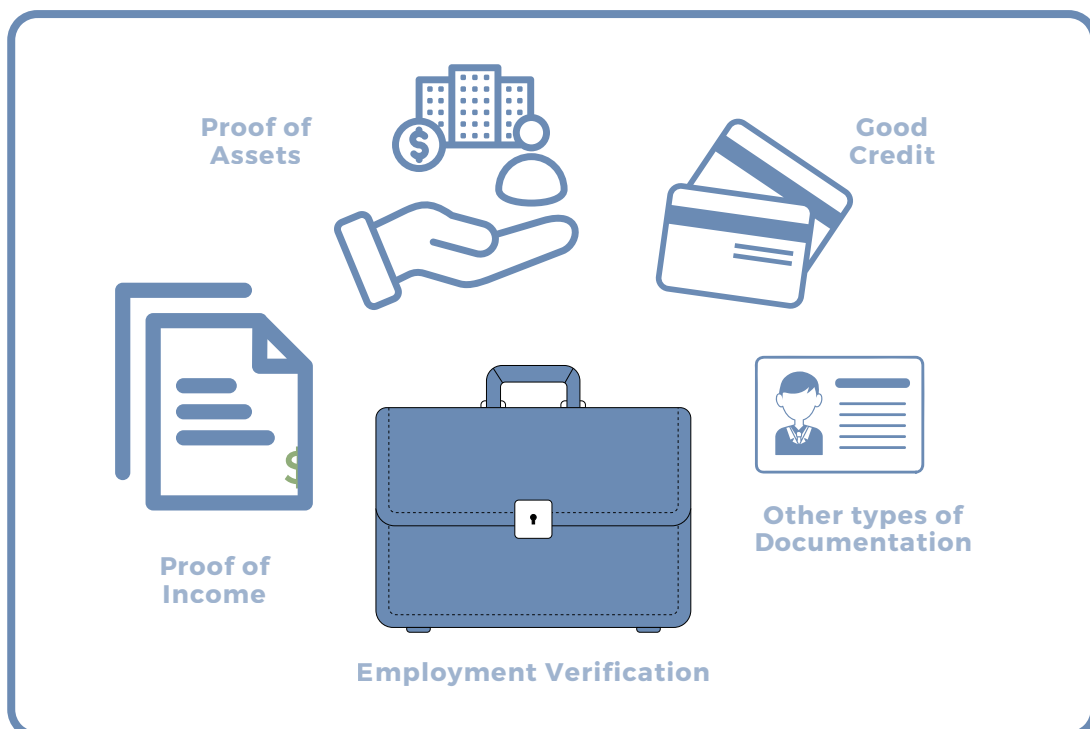 Proof of
Assets
$
Good
Credit
$
Proof of
Income
Other types of
Documentation
Employment Verification